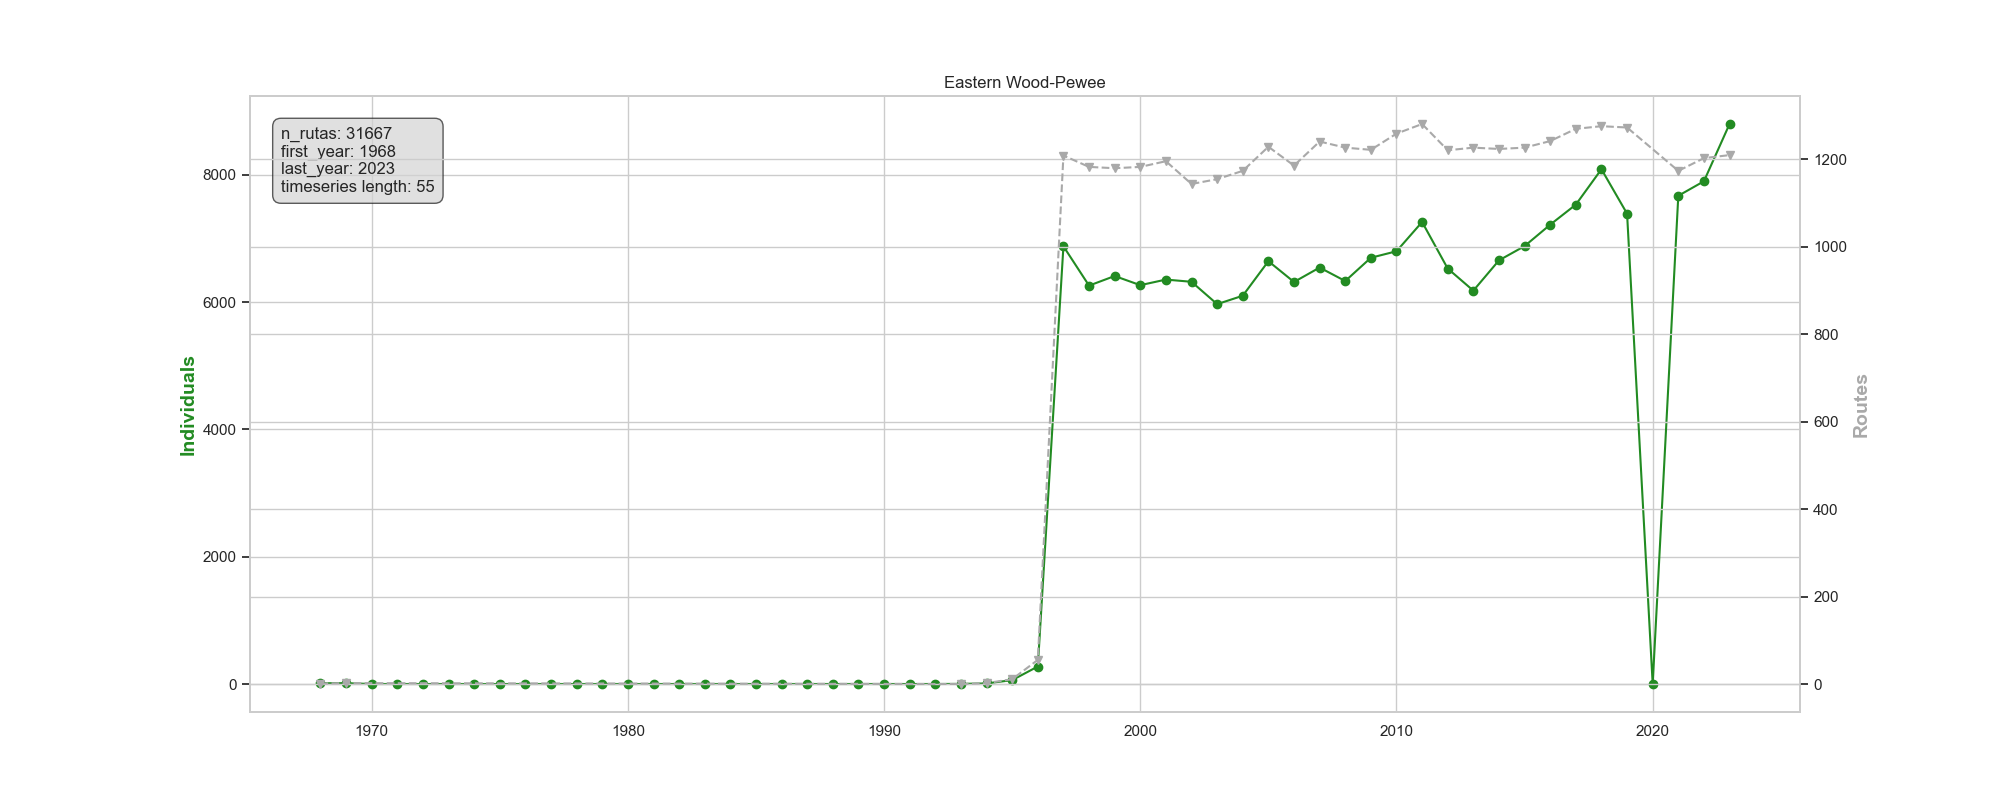 Eastern Wood-Pewee
n_rutas: 31667
first_year: 1968
last_year: 2023
timeseries length: 55
Individuals
8000
6000
4000
2000
0
1200
1000
800
600
400
200
0
Routes
1970 1980 1990 2000 2010 2020